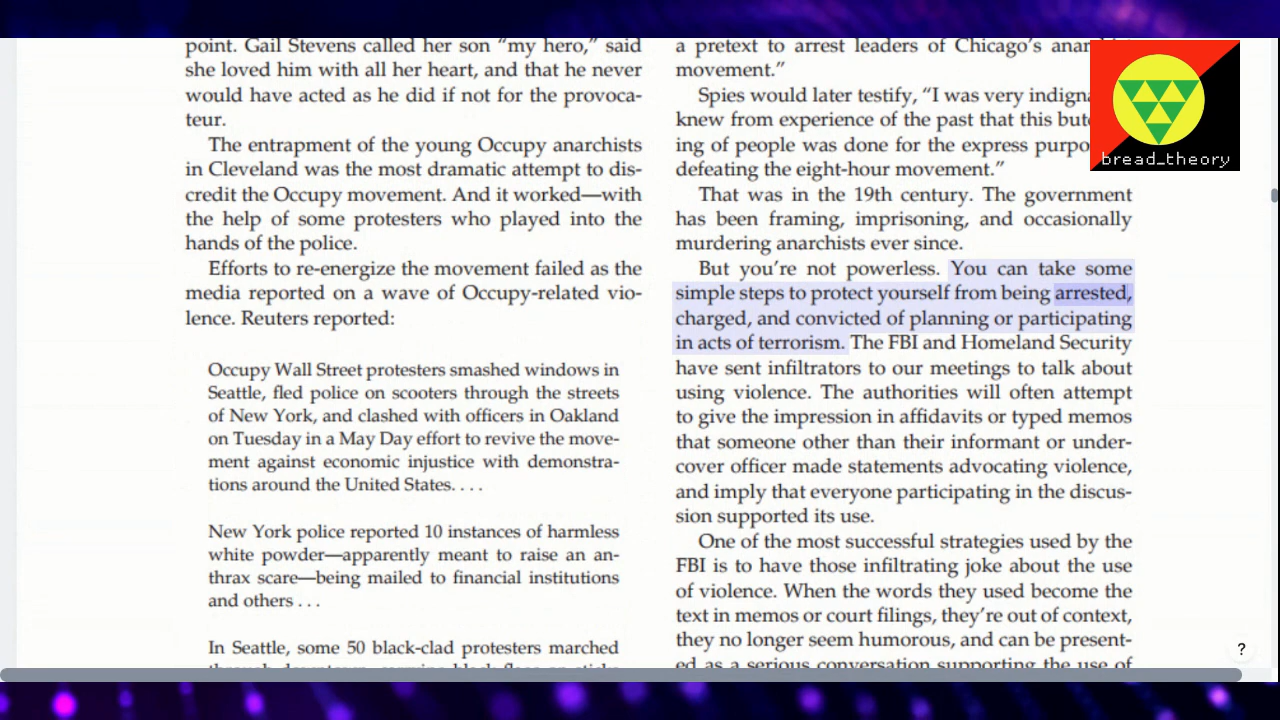 point. Gail Stevens called her son “my hero,” said
she loved him with all her heart, and that he never
would have acted as he did if not for the provoca-
teur.
The entrapment of the young Occupy anarchists
in Cleveland was the most dramatic attempt to dis-
credit the Occupy movement. And it worked—with
the help of some protesters who played into the
hands of the police.
Efforts to re-energize the movement failed as the
media reported on a wave of Occupy-related vio-
lence. Reuters reported:
Occupy Wall Street protesters smashed windows in
Seattle, fled police on scooters through the streets
of New York, and clashed with officers in Oakland
on Tuesday in a May Day effort to revive the move-
ment against economic injustice with demonstra-
tions around the United States. . . .
New York police reported 10 instances of harmless
white powder—apparently meant to raise an an-
thrax scare—being mailed to financial institutions
and others . . .
In Seattle, some 50 black-clad protesters marched
a pretext to arrest leaders of Chicago’s
movement.”
Spies would later testify, “I was very
knew from experience of the past that this
ing of people was done for the express
defeating the eight-hour movement.”
That was in the 19th century. The government
has been framing, imprisoning, and occasionally
murdering anarchists ever since.
But you’re not powerless. You can take some
simple steps to protect yourself from being arrested,
charged, and convicted of planning or participating
in acts of terrorism. The FBI and Homeland Security
have sent infiltrators to our meetings to talk about
using violence. The authorities will often attempt
to give the impression in affidavits or typed memos
that someone other than their informant or under-
cover officer made statements advocating violence,
and imply that everyone participating in the discus-
sion supported its use.
One of the most successful strategies used by the
FBI is to have those infiltrating joke about the use
of violence. When the words they used become the
text in memos or court filings, they’re out of context,
they no longer seem humorous, and can be present-
ed as a serious conversation supporting the use of
bread_theory
?